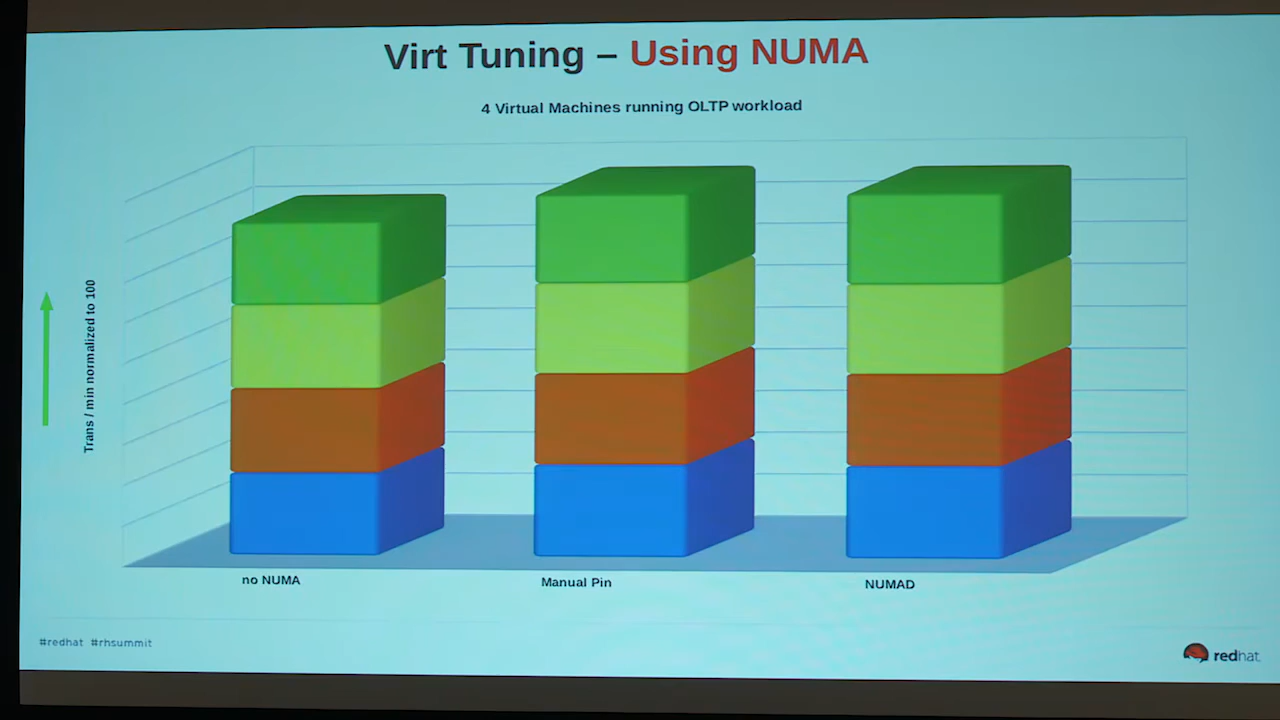 Virt Tuning – Using NUMA
4 Virtual Machines running OLTP workload
Trans / min normalized to 100
no NUMA
Manual Pin
NUMAD
#redhat #rhsummit
redhat.